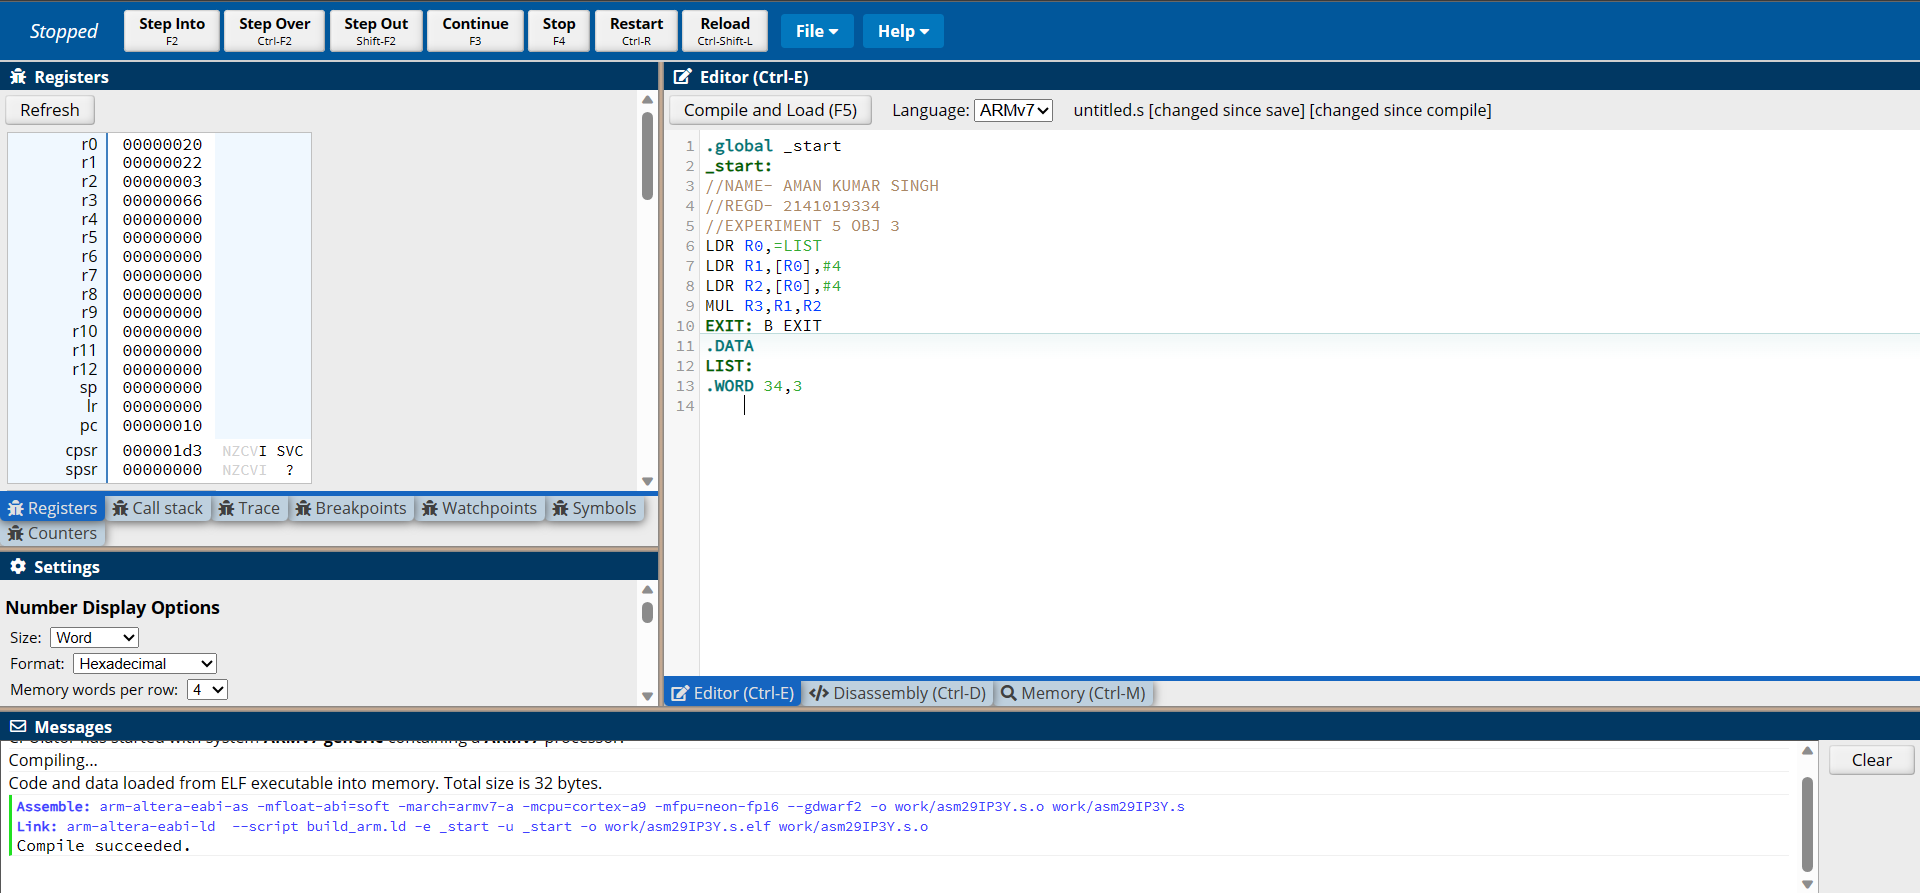 Stopped
Step Into
F2
Step Over
Ctrl-F2
Step Out
Shift-F2
Continue
F3
Stop
F4
Restart
Ctrl-R
Reload
Ctrl-Shift-L
File
Help
Registers
Refresh
r0 00000020
r1 00000022
r2 00000003
r3 00000066
r4 00000000
r5 00000000
r6 00000000
r7 00000000
r8 00000000
r9 00000000
r10 00000000
r11 00000000
r12 00000000
sp 00000000
lr 00000000
pc 00000010
cpsr 000001d3 NZCVI SVC
spsr 00000000 NZCVI ?
Registers Call stack Trace Breakpoints Watchpoints Symbols
Counters
Settings
Number Display Options
Size: Word
Format: Hexadecimal
Memory words per row: 4
Editor (Ctrl-E)
Compile and Load (F5) Language: ARMv7 untitled.s [changed since save] [changed since compile]
1 .global _start
2 _start:
3 //NAME- AMAN KUMAR SINGH
4 //REGD- 2141019334
5 //EXPERIMENT 5 OBJ 3
6 LDR R0,=LIST
7 LDR R1,[R0],#4
8 LDR R2,[R0],#4
9 MUL R3,R1,R2
10 EXIT: B EXIT
11 .DATA
12 LIST:
13 .WORD 34,3
14
Editor (Ctrl-E) Disassembly (Ctrl-D) Memory (Ctrl-M)
Messages
CPUlator has started with system ARMv7 generic containing a ARMv7 processor.
Compiling...
Code and data loaded from ELF executable into memory. Total size is 32 bytes.
Assemble: arm-altera-eabi-as -mfloat-abi=soft -march=armv7-a -mcpu=cortex-a9 -mfpu=neon-fp16 --gdwarf2 -o work/asm29IP3Y.s.o work/asm29IP3Y.s
Link: arm-altera-eabi-ld --script build_arm.ld -e _start -u _start -o work/asm29IP3Y.s.elf work/asm29IP3Y.s.o
Compile succeeded.
Clear